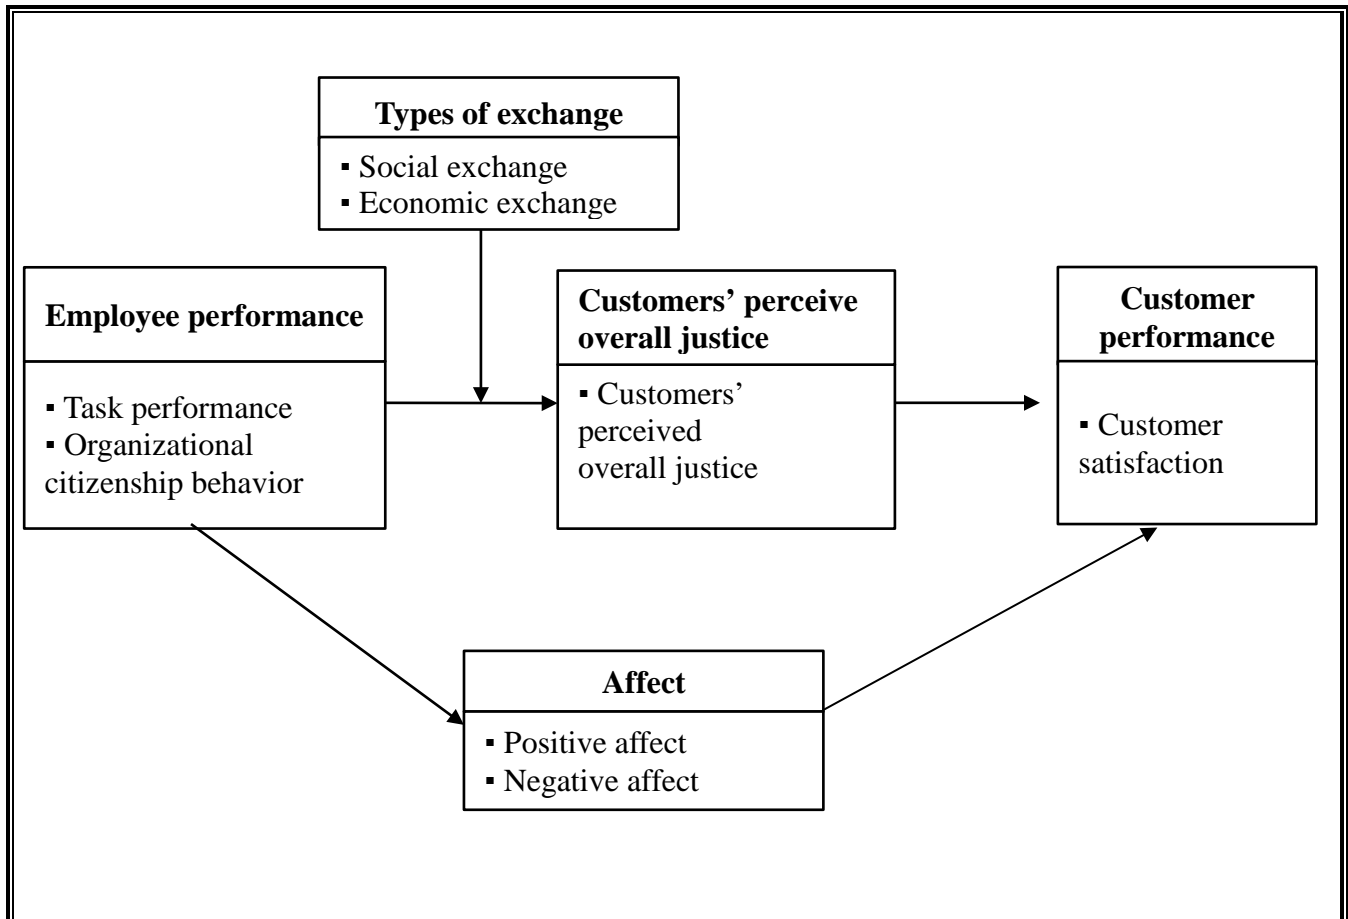 Types of exchange
▪ Social exchange
▪ Economic exchange
Employee performance
▪ Task performance
▪ Organizational
citizenship behavior
Customers’ perceive
overall justice
▪ Customers’
perceived
overall justice
Customer
performance
▪ Customer
satisfaction
Affect
▪ Positive affect
▪ Negative affect